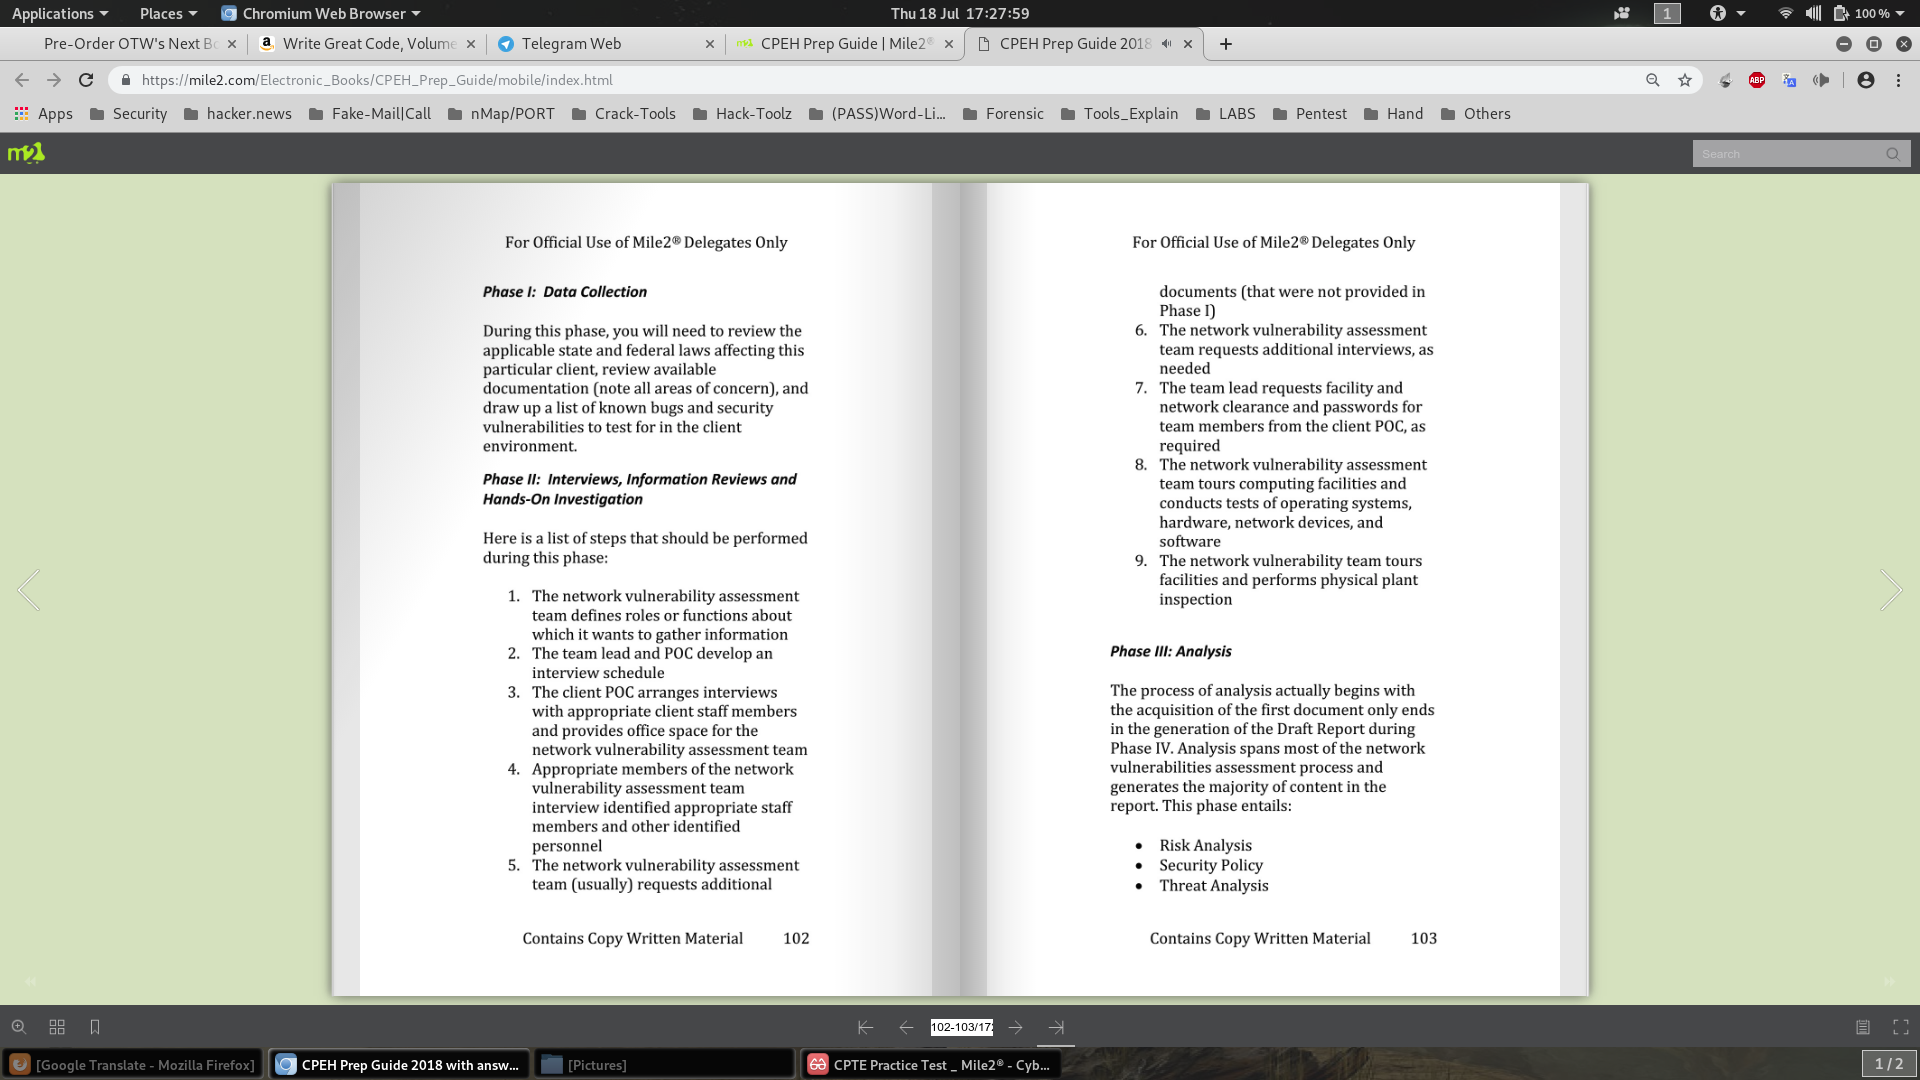 Applications Places Chromium Web Browser Thu 18 Jul 17:27:59 1 100 %
Pre-Order OTW's Next Bo Write Great Code, Volume Telegram Web CPEH Prep Guide | Mile2® CPEH Prep Guide 2018
https://mile2.com/Electronic_Books/CPEH_Prep_Guide/mobile/index.html ABP
Apps Security hacker.news Fake-Mail|Call nMap/PORT Crack-Tools Hack-Toolz (PASS)Word-Li... Forensic Tools_Explain LABS Pentest Hand Others
m2 Search
For Official Use of Mile2® Delegates Only
Phase I: Data Collection
During this phase, you will need to review the
applicable state and federal laws affecting this
particular client, review available
documentation (note all areas of concern), and
draw up a list of known bugs and security
vulnerabilities to test for in the client
environment.
Phase II: Interviews, Information Reviews and
Hands-On Investigation
Here is a list of steps that should be performed
during this phase:
1. The network vulnerability assessment
team defines roles or functions about
which it wants to gather information
2. The team lead and POC develop an
interview schedule
3. The client POC arranges interviews
with appropriate client staff members
and provides office space for the
network vulnerability assessment team
4. Appropriate members of the network
vulnerability assessment team
interview identified appropriate staff
members and other identified
personnel
5. The network vulnerability assessment
team (usually) requests additional
Contains Copy Written Material 102
For Official Use of Mile2® Delegates Only
documents (that were not provided in
Phase I)
6. The network vulnerability assessment
team requests additional interviews, as
needed
7. The team lead requests facility and
network clearance and passwords for
team members from the client POC, as
required
8. The network vulnerability assessment
team tours computing facilities and
conducts tests of operating systems,
hardware, network devices, and
software
9. The network vulnerability team tours
facilities and performs physical plant
inspection
Phase III: Analysis
The process of analysis actually begins with
the acquisition of the first document only ends
in the generation of the Draft Report during
Phase IV. Analysis spans most of the network
vulnerabilities assessment process and
generates the majority of content in the
report. This phase entails:
• Risk Analysis
• Security Policy
• Threat Analysis
Contains Copy Written Material 103
102-103/17
[Google Translate - Mozilla Firefox] CPEH Prep Guide 2018 with answ... [Pictures] CPTE Practice Test _ Mile2® - Cyb... 1 / 2